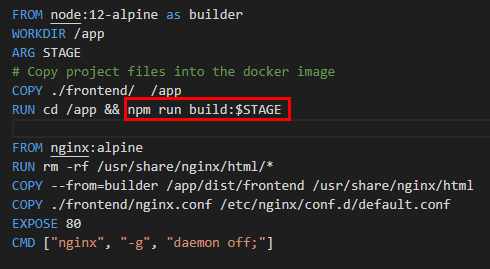 FROM node:12-alpine as builder
WORKDIR /app
ARG STAGE
# Copy project files into the docker image
COPY ./frontend/  /app
RUN cd /app && npm run build:$STAGE
FROM nginx:alpine
RUN rm -rf /usr/share/nginx/html/*
COPY --from=builder /app/dist/frontend /usr/share/nginx/html
COPY ./frontend/nginx.conf /etc/nginx/conf.d/default.conf
EXPOSE 80
CMD ["nginx", "-g", "daemon off;"]